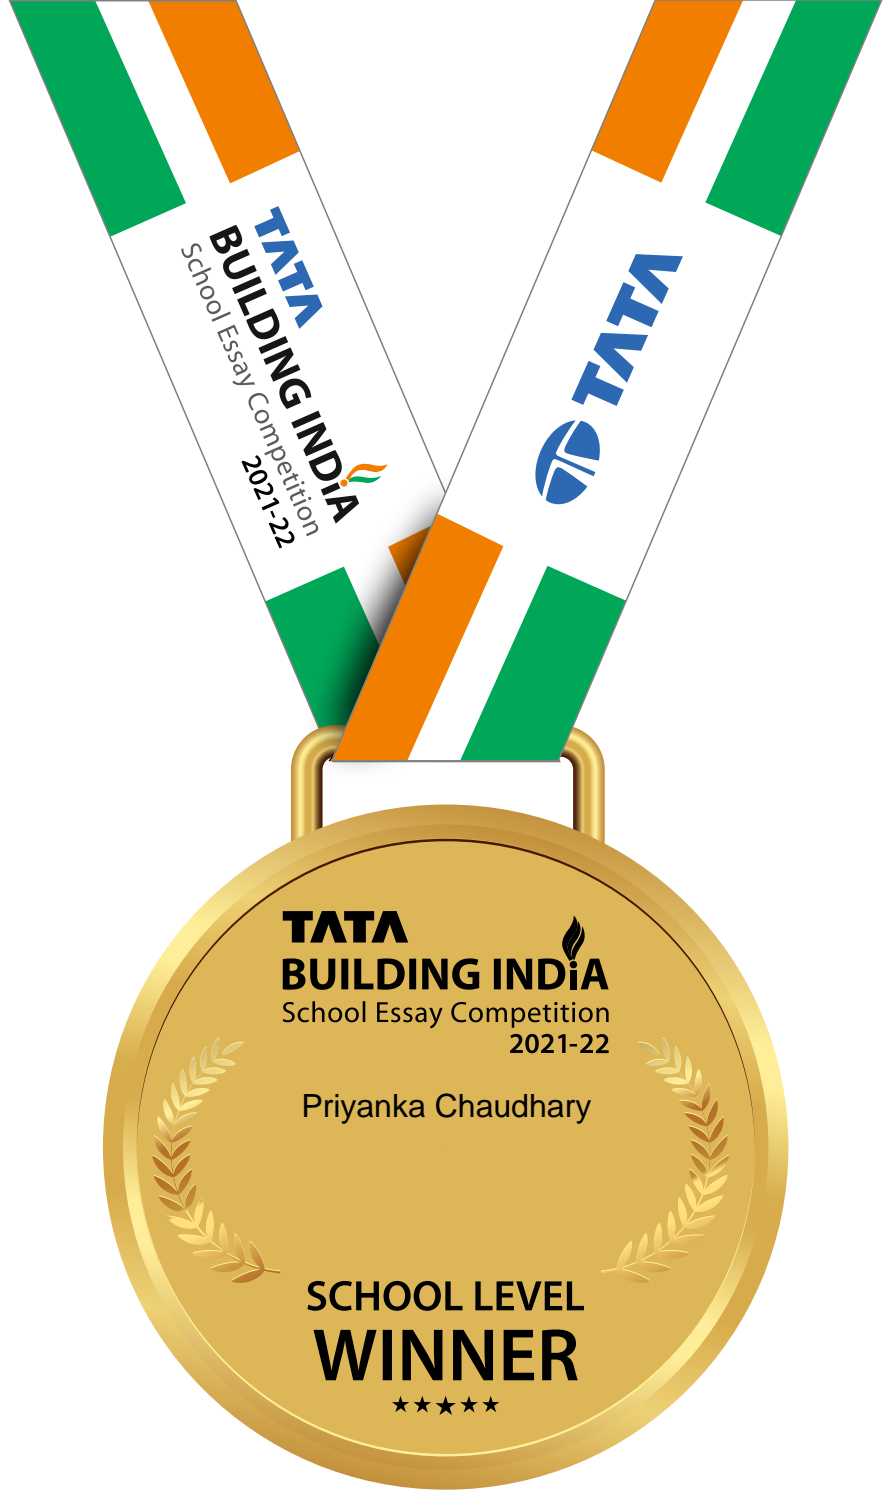 TATA
BUILDING INDiA
School Essay Competition
2021-22
TATA
TATA
BUILDING INDiA
School Essay Competition
2021-22
Priyanka Chaudhary
SCHOOL LEVEL
WINNER